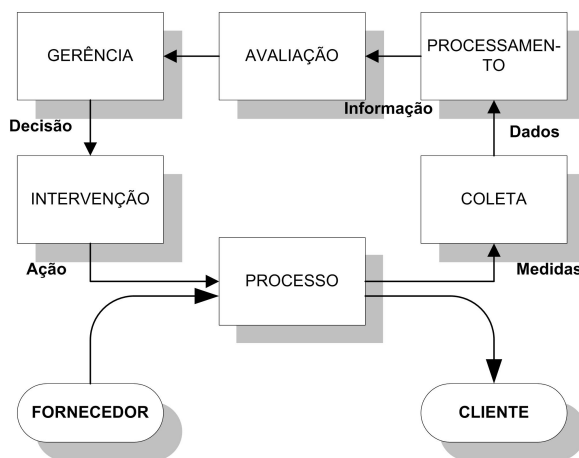 GERÊNCIA
AVALIAÇÃO
PROCESSAMEN-
TO
Informação
Decisão
Dados
INTERVENÇÃO
COLETA
Ação
PROCESSO
Medidas
FORNECEDOR
CLIENTE